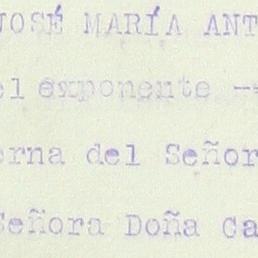 JOSÉ MARÍA ANT
el exponente --
erna del Señor
Señora Doña Ca